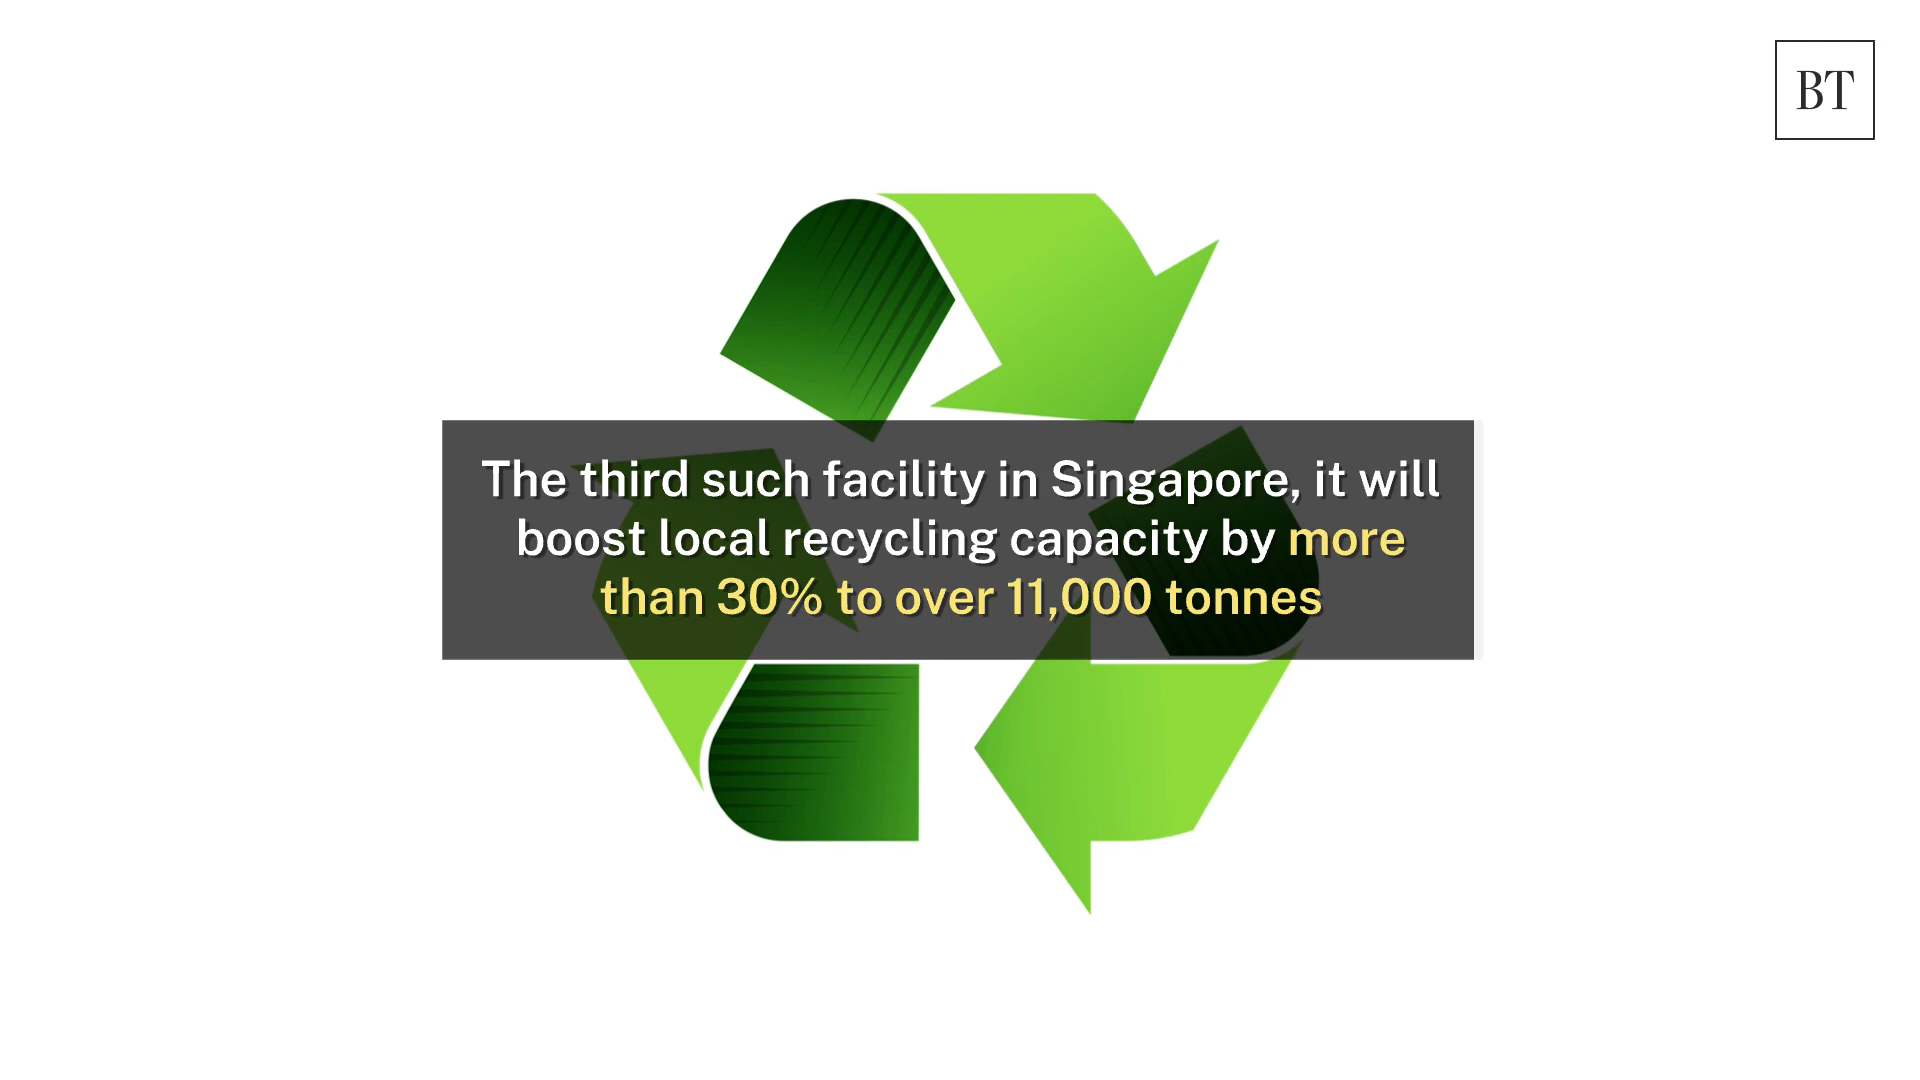 BT
The third such facility in Singapore, it will
boost local recycling capacity by more
than 30% to over 11,000 tonnes